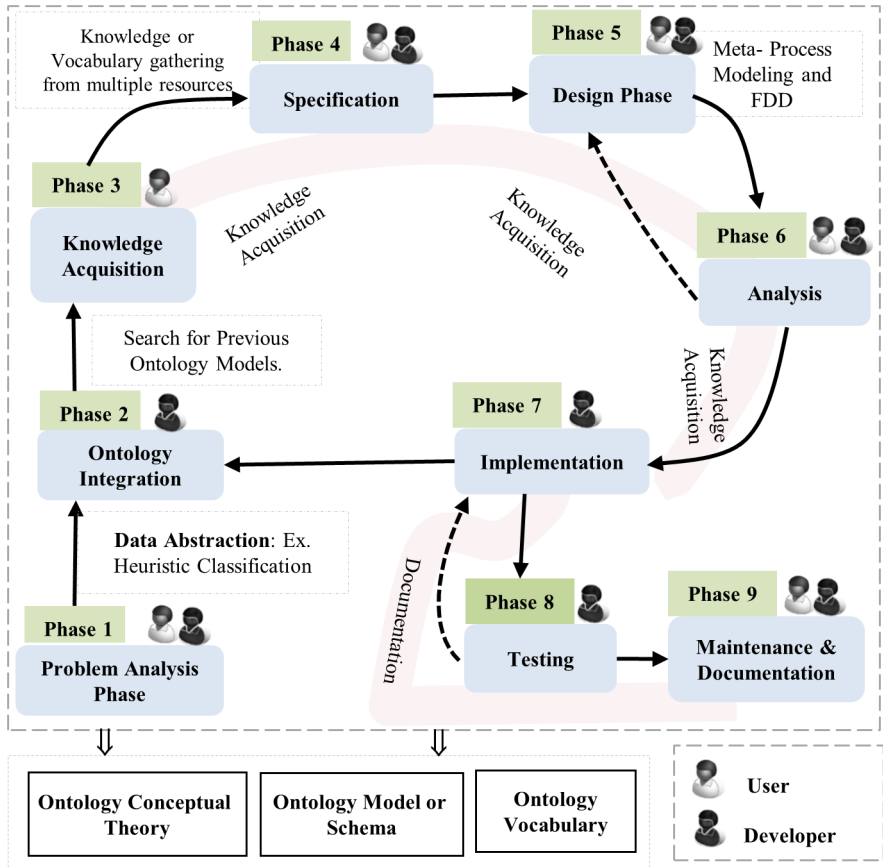 Knowledge or
Vocabulary gathering
from multiple resources
Phase 4
Specification
Phase 5
Design Phase
Meta- Process
Modeling and
FDD
Phase 3
Knowledge
Acquisition
Knowledge
Acquisition
Knowledge
Acquisition
Phase 6
Analysis
Search for Previous
Ontology Models.
Knowledge
Acquisition
Phase 2
Ontology
Integration
Phase 7
Implementation
Data Abstraction: Ex.
Heuristic Classification
Documentation
Phase 1
Problem Analysis
Phase
Phase 8
Testing
Phase 9
Maintenance &
Documentation
Ontology Conceptual
Theory
Ontology Model or
Schema
Ontology
Vocabulary
User
Developer